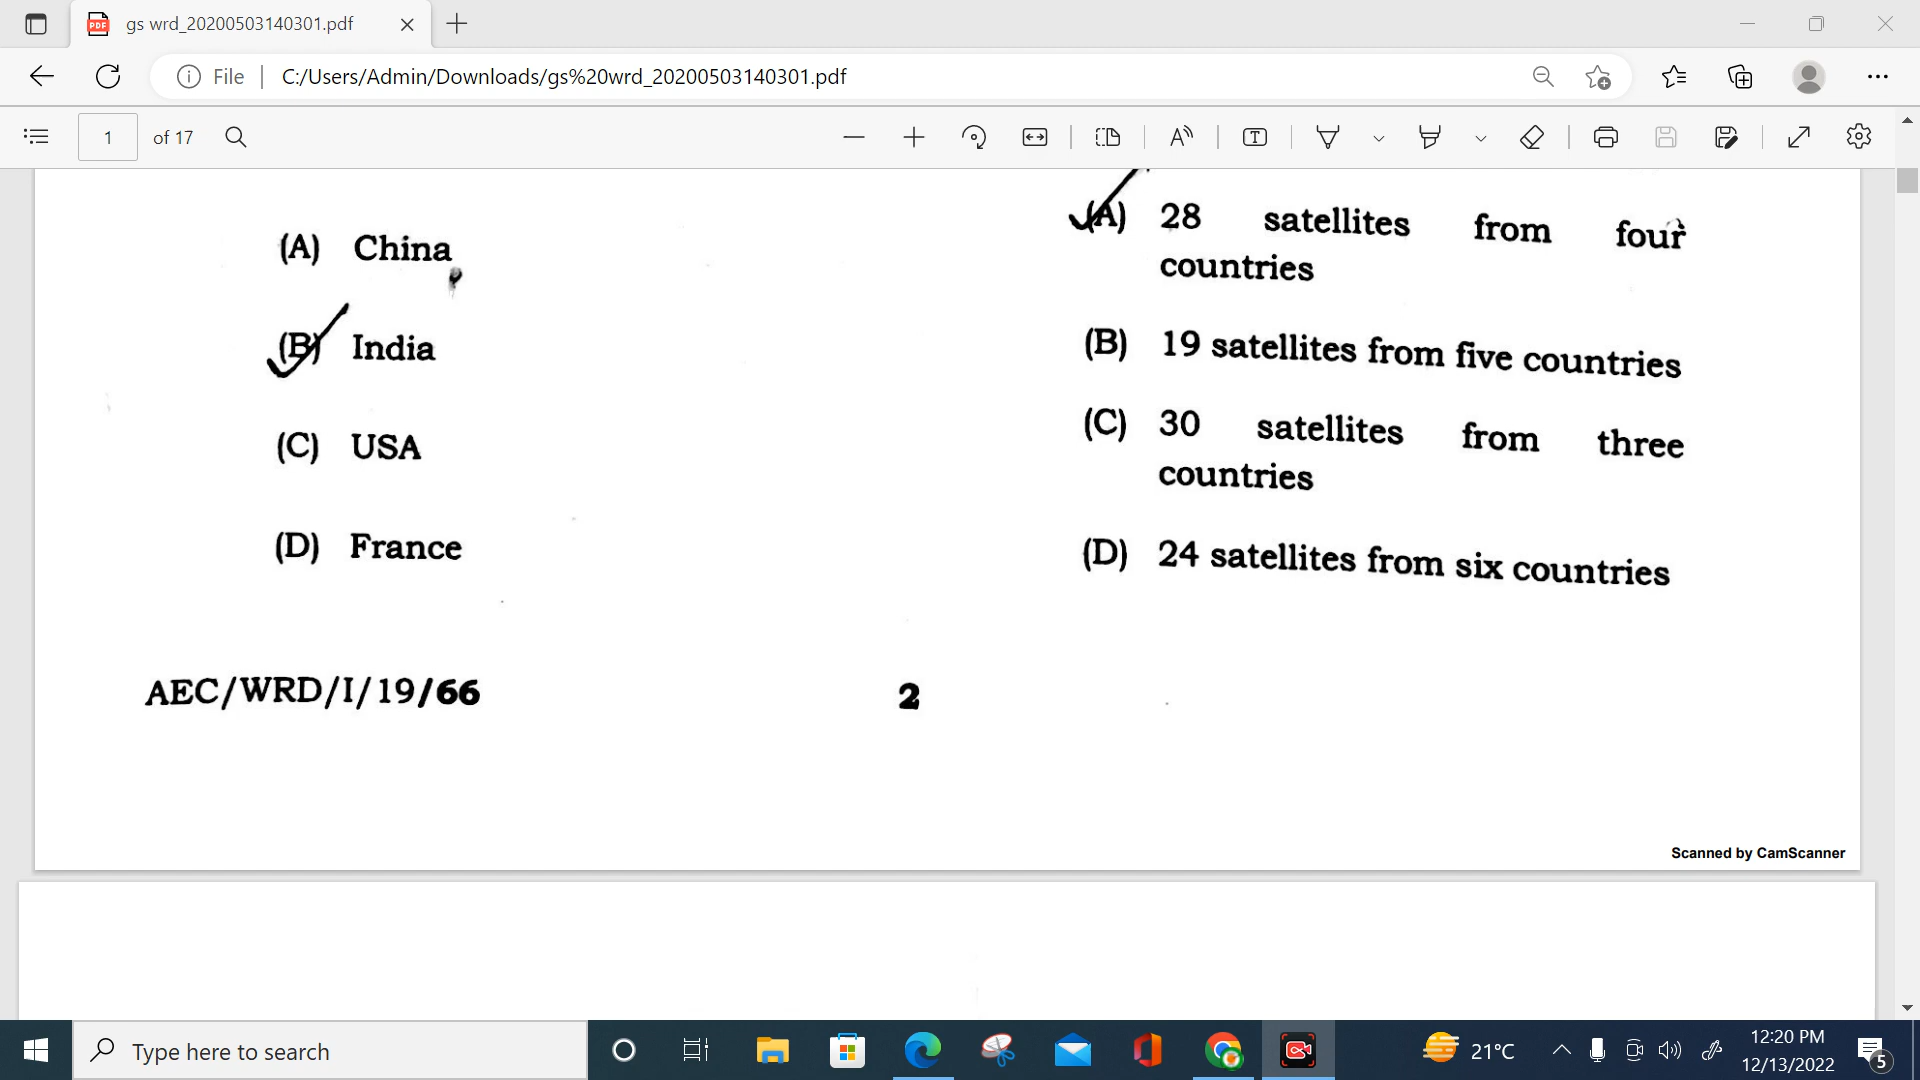 gs wrd_20200503140301.pdf
File
C:/Users/Admin/Downloads/gs%20wrd_20200503140301.pdf
1 of 17
(A) China
(B) India
(C) USA
(D) France
(A) 28 satellites from four
countries
(B) 19 satellites from five countries
(C) 30 satellites from three
countries
(D) 24 satellites from six countries
AEC/WRD/I/19/66
2
Scanned by CamScanner
Type here to search
21°C
12:20 PM
12/13/2022
5